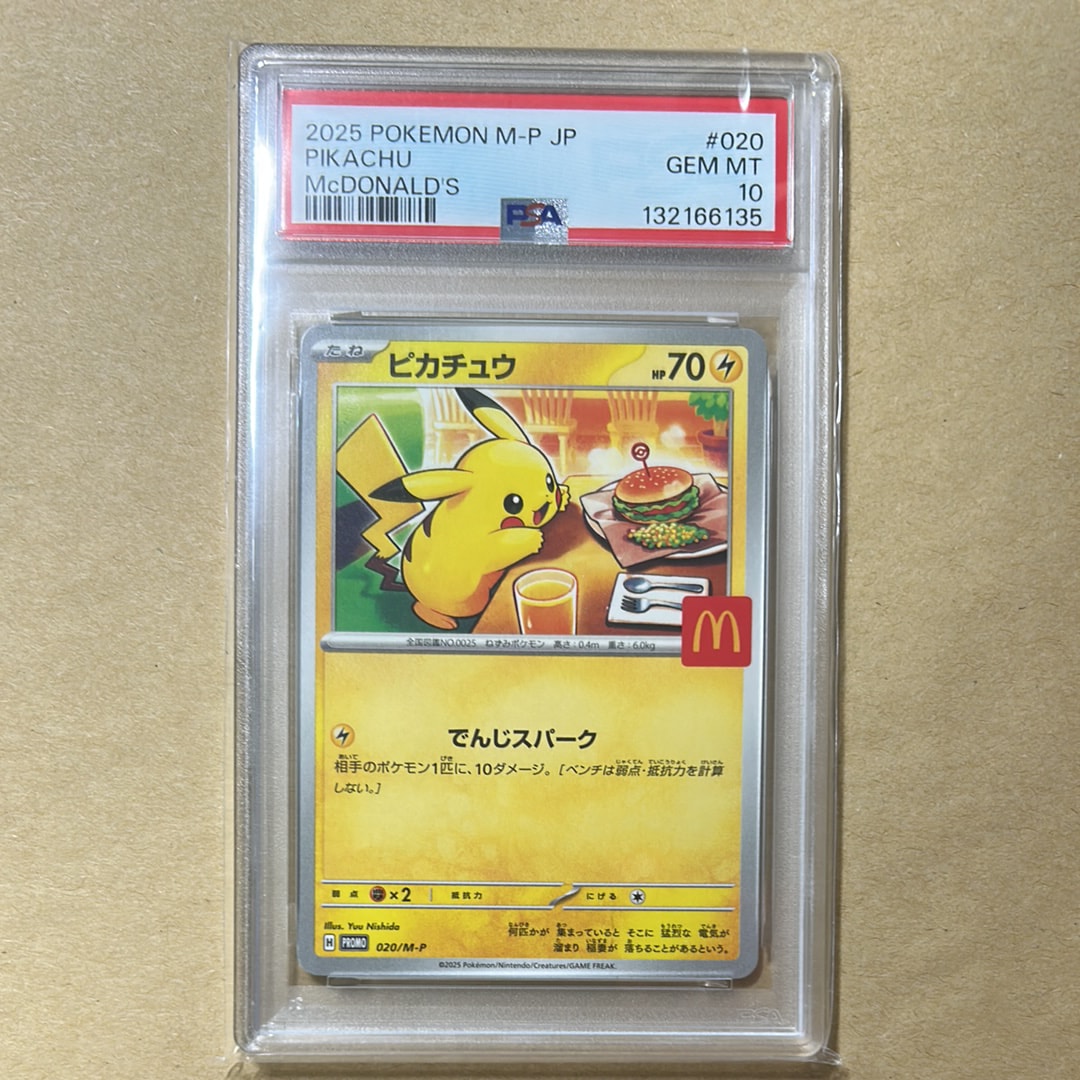 2025 POKEMON M-P JP #020
PIKACHU GEM MT
McDONALD'S 10
PSA 132166135
たね ピカチュウ HP70
M
全国図鑑NO.0025 ねずみポケモン 高さ:0.4m 重さ:6.0kg
でんじスパーク
相手のポケモン1匹に、10ダメージ。[ベンチは弱点・抵抗力を計算
しない。]
弱点 ×2 抵抗力 にげる
Illus. Yuu Nishida
何匹かが 集まっていると そこに 猛烈な 電気が
溜まり 稲妻が 落ちることがあるという。
H PROMO 020/M-P
©2025 Pokémon/Nintendo/Creatures/GAME FREAK.